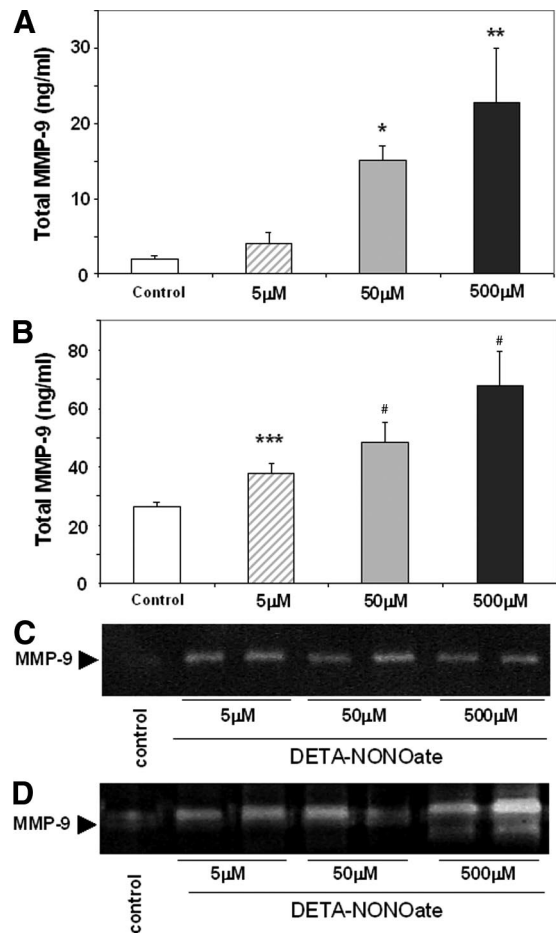 A
Total MMP-9 (ng/ml)
30
20
10
0
*
**
Control 5μM 50μM 500μM
B
Total MMP-9 (ng/ml)
80
60
40
20
0
***
#
#
Control 5μM 50μM 500μM
C
MMP-9
control
5μM 50μM 500μM
DETA-NONOate
D
MMP-9
control
5μM 50μM 500μM
DETA-NONOate